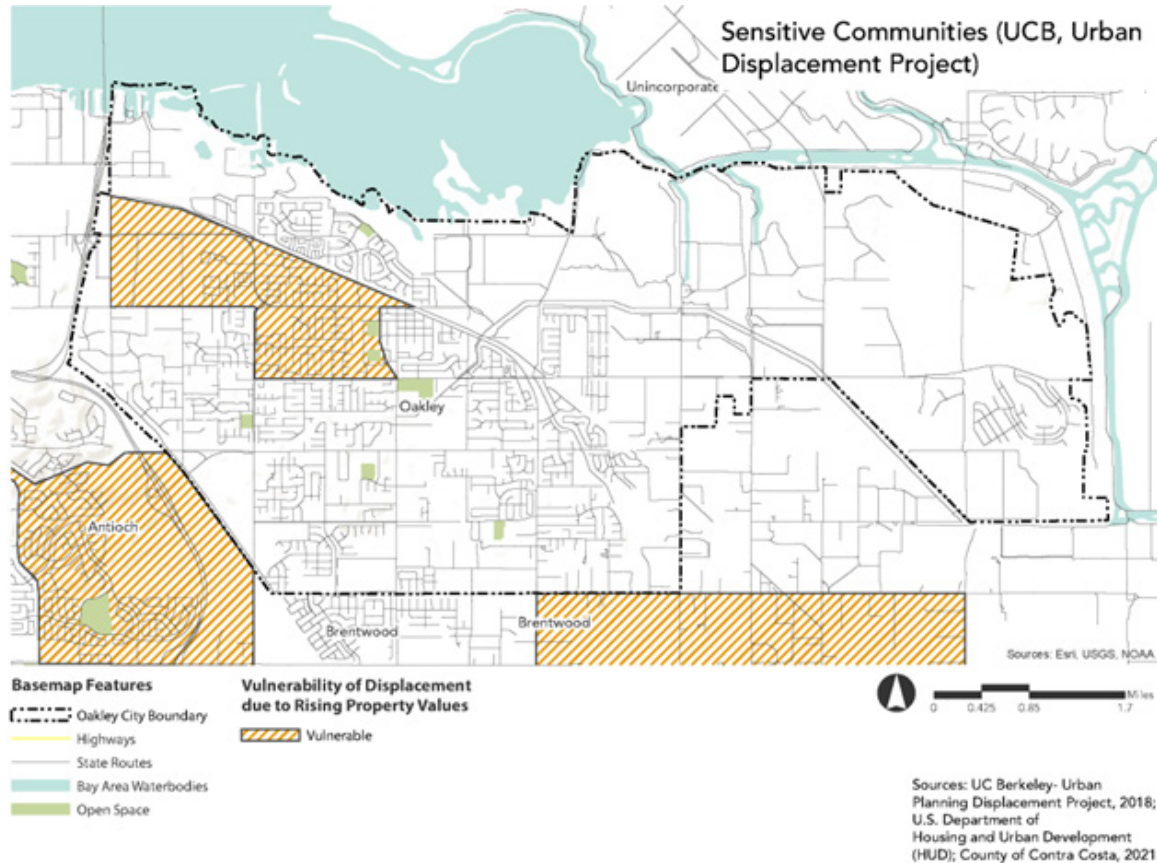 Sensitive Communities (UCB, Urban
Displacement Project)
Unincorporate
Oakley
Antioch
Brentwood
Brentwood
Sources: Esri, USGS, NOAA
Basemap Features
Oakley City Boundary
Highways
State Routes
Bay Area Waterbodies
Open Space
Vulnerability of Displacement
due to Rising Property Values
Vulnerable
Miles
0 0.425 0.85 1.7
Sources: UC Berkeley- Urban
Planning Displacement Project, 2018;
U.S. Department of
Housing and Urban Development
(HUD); County of Contra Costa, 2021